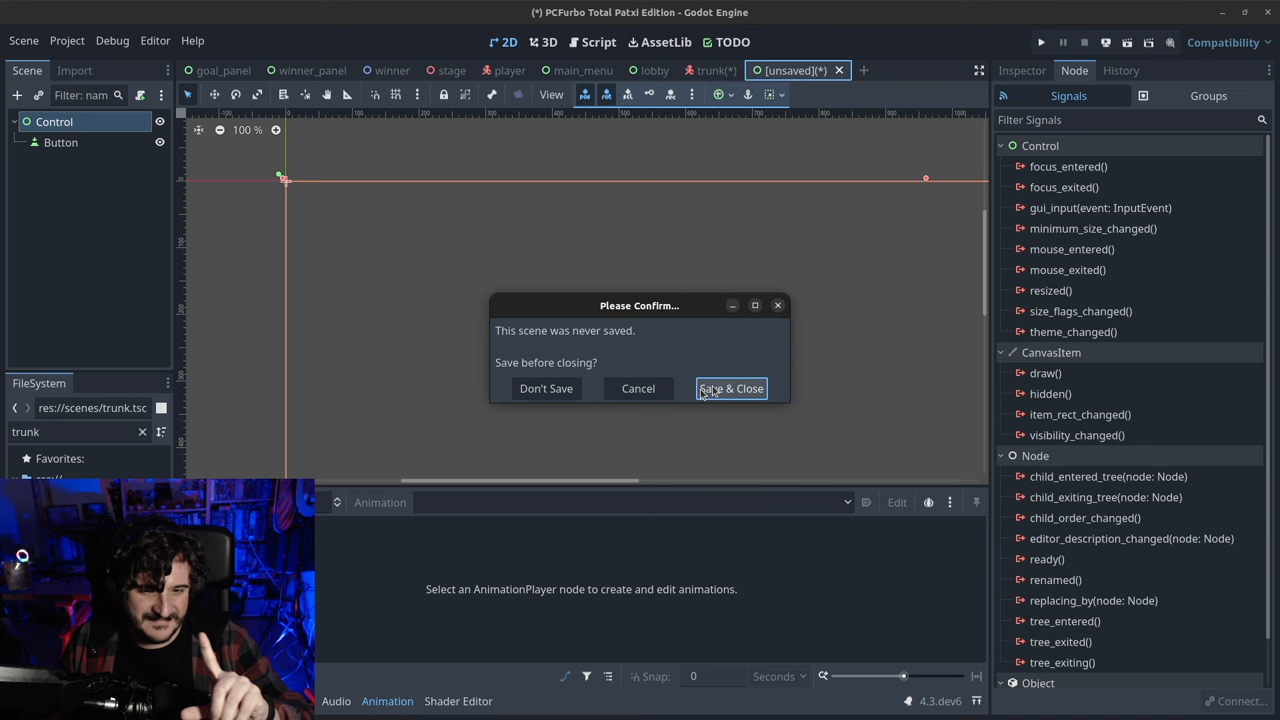 (*) PCFurbo Total Patxi Edition - Godot Engine
Scene Project Debug Editor Help
2D 3D Script AssetLib TODO
Compatibility
Scene Import
goal_panel winner_panel winner stage player main_menu lobby trunk(*) [unsaved](*)
Inspector Node History
Filter: nam
View
Signals Groups
Filter Signals
100 %
Control
Button
Control
focus_entered()
focus_exited()
gui_input(event: InputEvent)
minimum_size_changed()
mouse_entered()
mouse_exited()
resized()
size_flags_changed()
theme_changed()
CanvasItem
draw()
hidden()
item_rect_changed()
visibility_changed()
Node
child_entered_tree(node: Node)
child_exiting_tree(node: Node)
child_order_changed()
editor_description_changed(node: Node)
ready()
renamed()
replacing_by(node: Node)
tree_entered()
tree_exited()
tree_exiting()
Object
Please Confirm...
This scene was never saved.
Save before closing?
Don't Save Cancel Save & Close
FileSystem
res://scenes/trunk.tsc
trunk
Favorites:
Animation Edit
Select an AnimationPlayer node to create and edit animations.
Snap: 0 Seconds
Audio Animation Shader Editor
4.3.dev6
Connect...